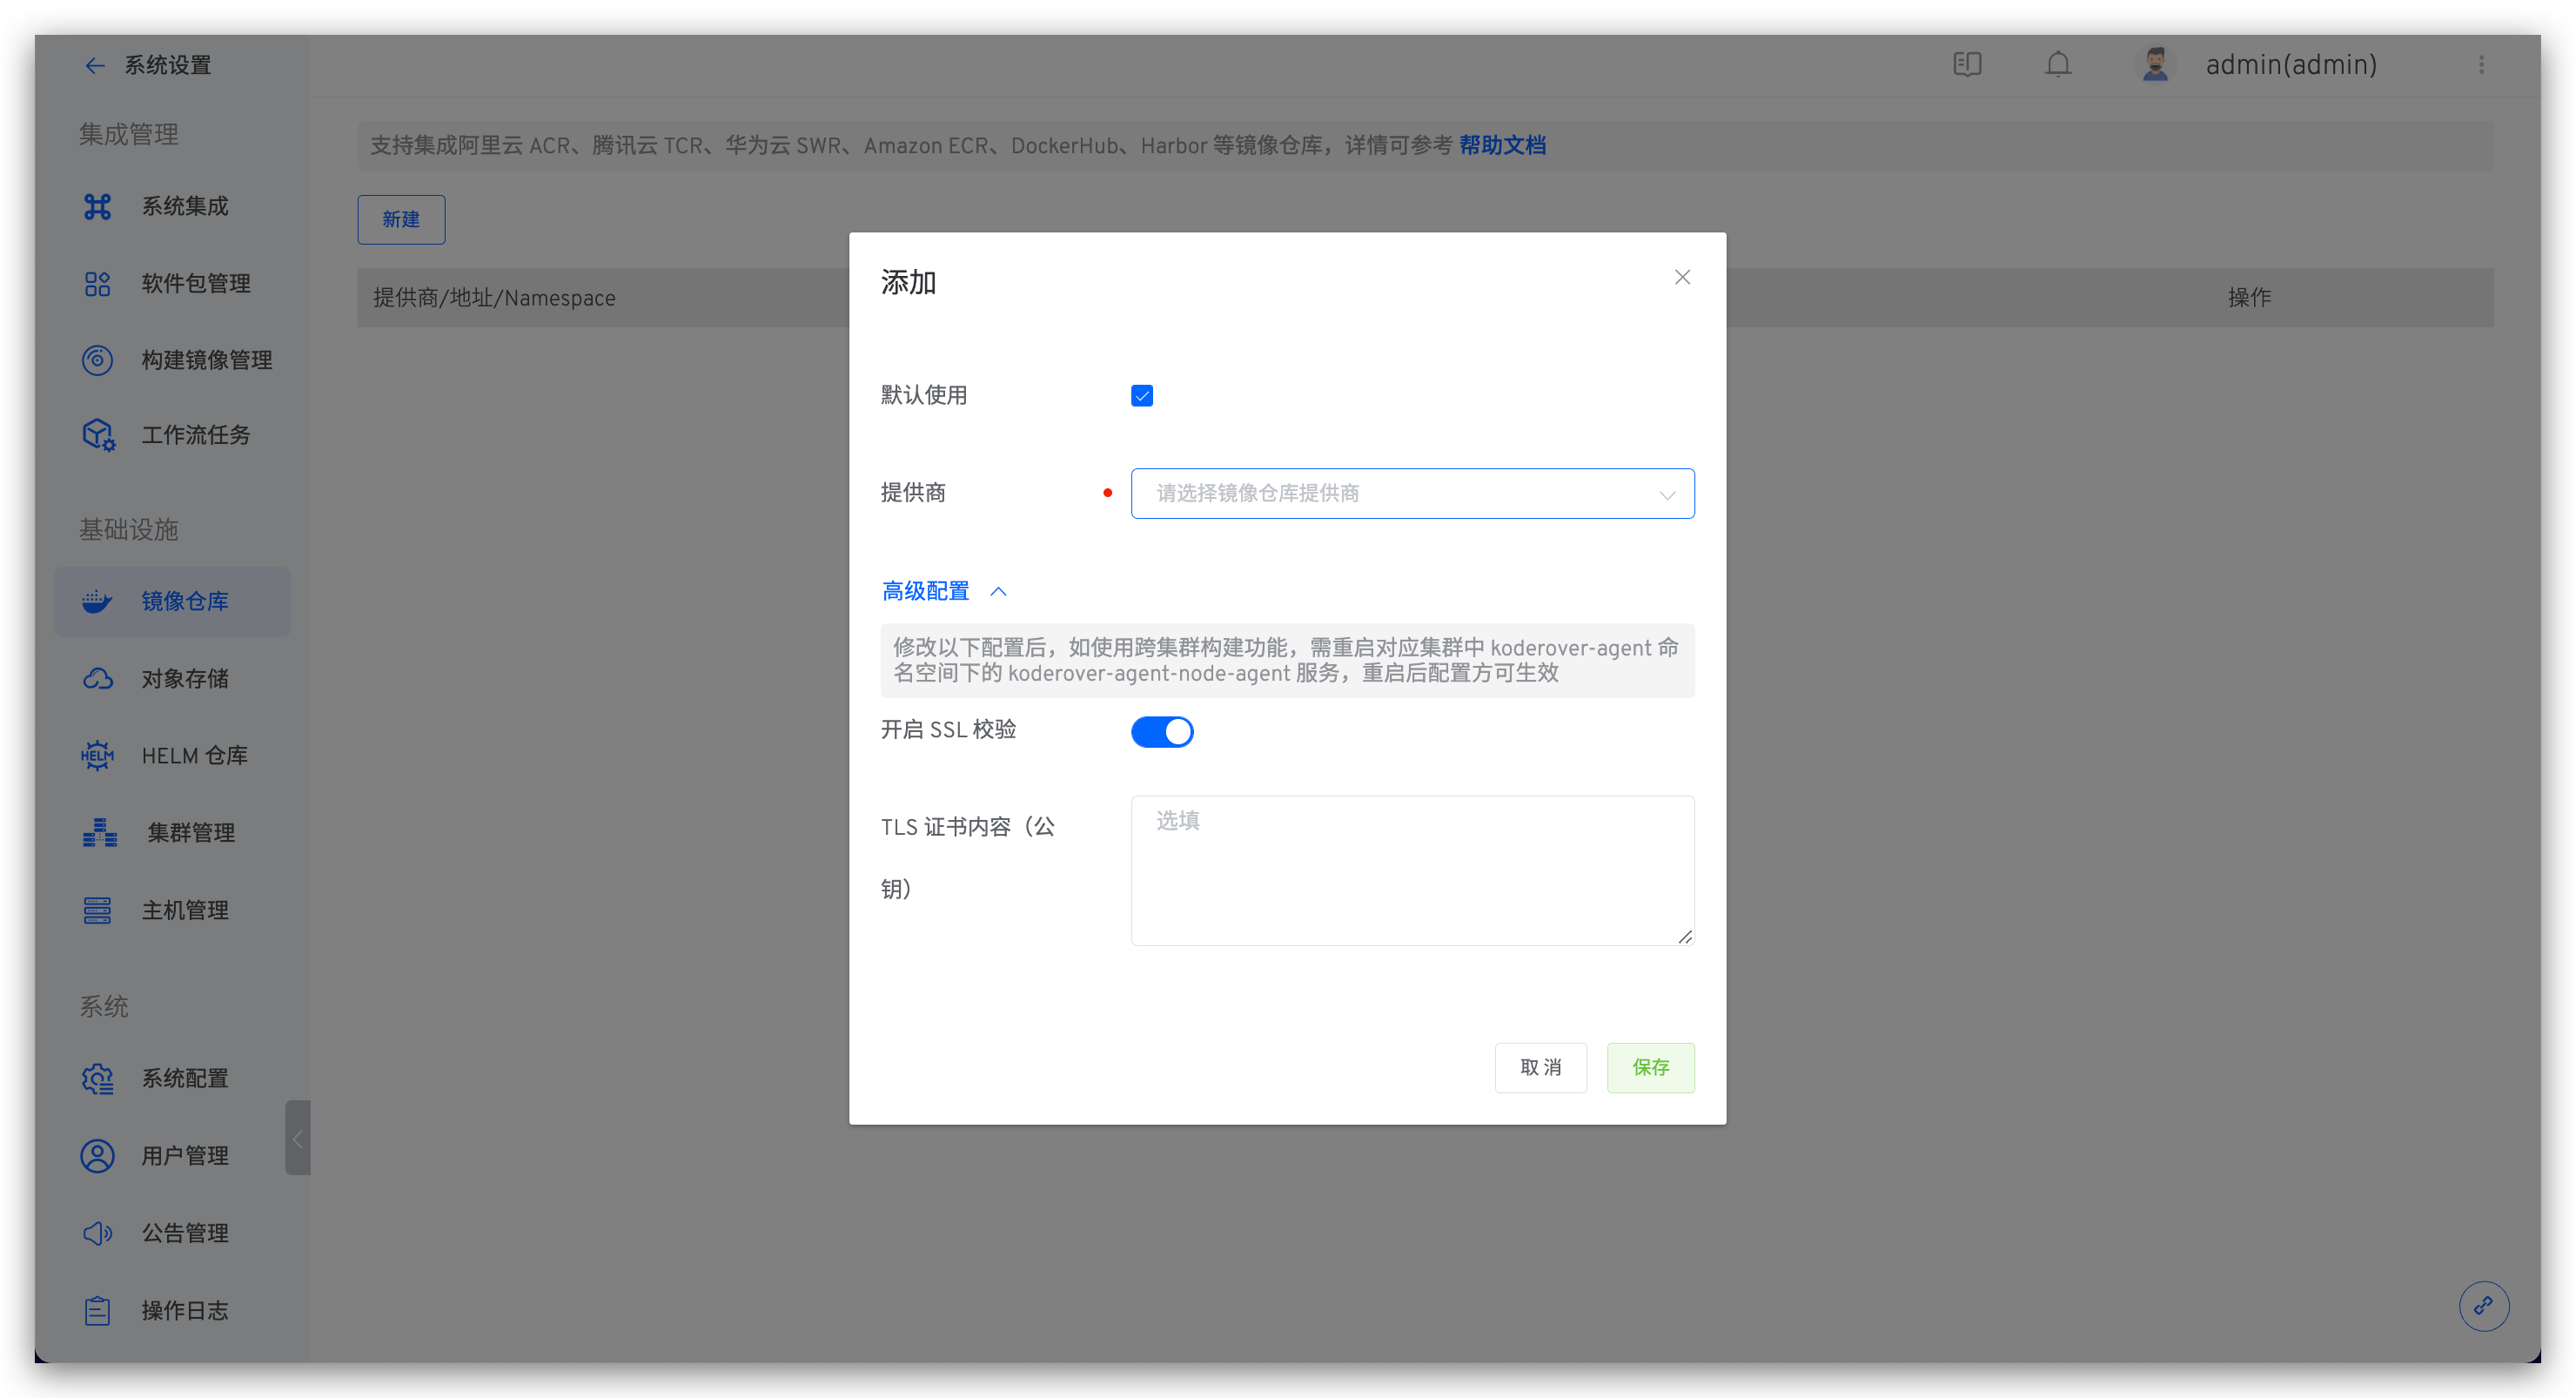 系统设置
admin(admin)
集成管理
系统集成
软件包管理
构建镜像管理
工作流任务
基础设施
镜像仓库
对象存储
HELM 仓库
集群管理
主机管理
系统
系统配置
用户管理
公告管理
操作日志
支持集成阿里云 ACR、腾讯云 TCR、华为云 SWR、Amazon ECR、DockerHub、Harbor 等镜像仓库，详情可参考 帮助文档
新建
提供商/地址/Namespace
操作
添加
默认使用
提供商
请选择镜像仓库提供商
高级配置
修改以下配置后，如使用跨集群构建功能，需重启对应集群中 koderover-agent 命
名空间下的 koderover-agent-node-agent 服务，重启后配置方可生效
开启 SSL 校验
TLS 证书内容（公
钥）
选填
取 消
保存